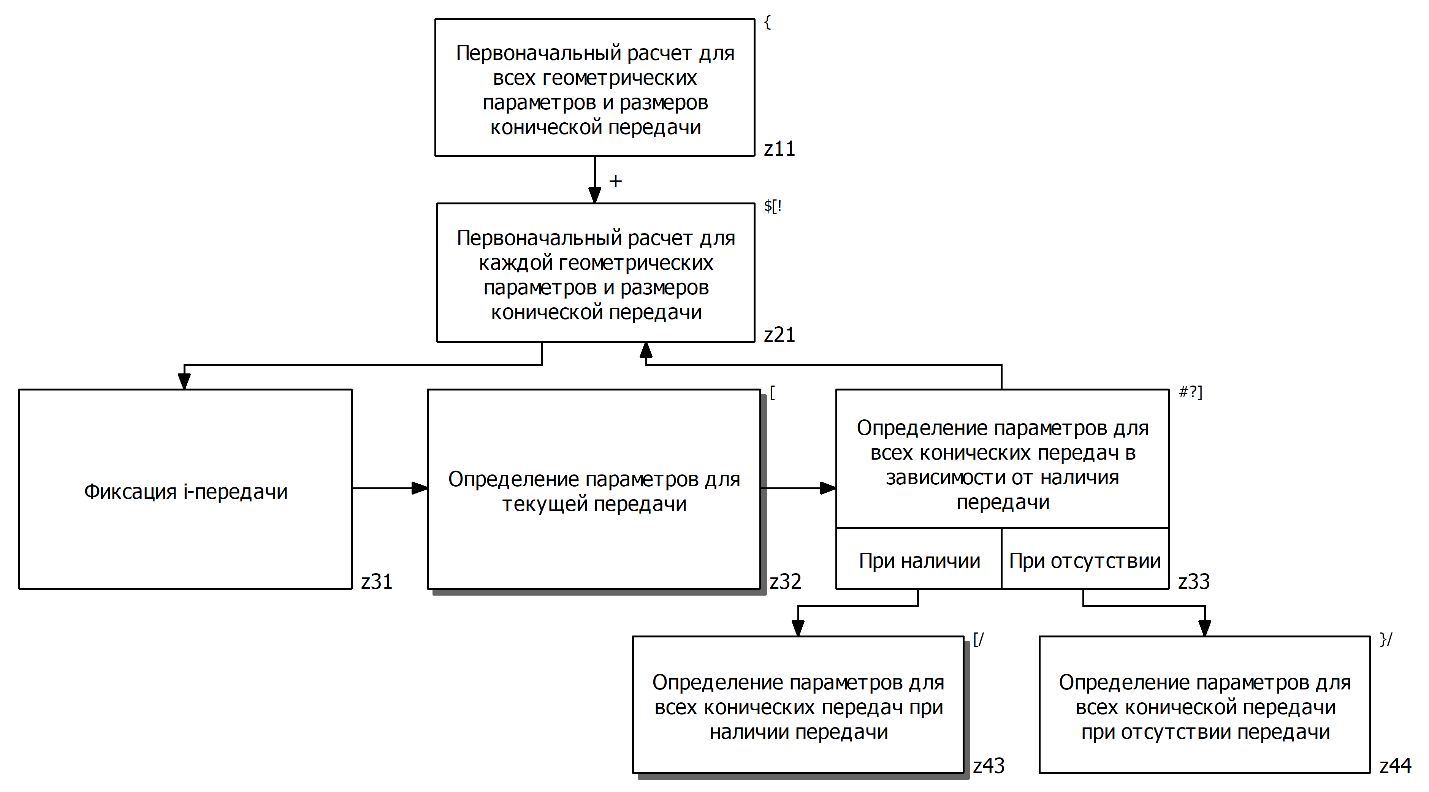 {
Первоначальный расчет для
всех геометрических
параметров и размеров
конической передачи
z11
+
$[!
Первоначальный расчет для
каждой геометрических
параметров и размеров
конической передачи
z21
Фиксация i-передачи
z31
[
Определение параметров для
текущей передачи
z32
#?]
Определение параметров для
всех конических передач в
зависимости от наличия
передачи
При наличии
При отсутствии
z33
[/
Определение параметров для
всех конических передач при
наличии передачи
z43
}/
Определение параметров для
всех конической передачи
при отсутствии передачи
z44